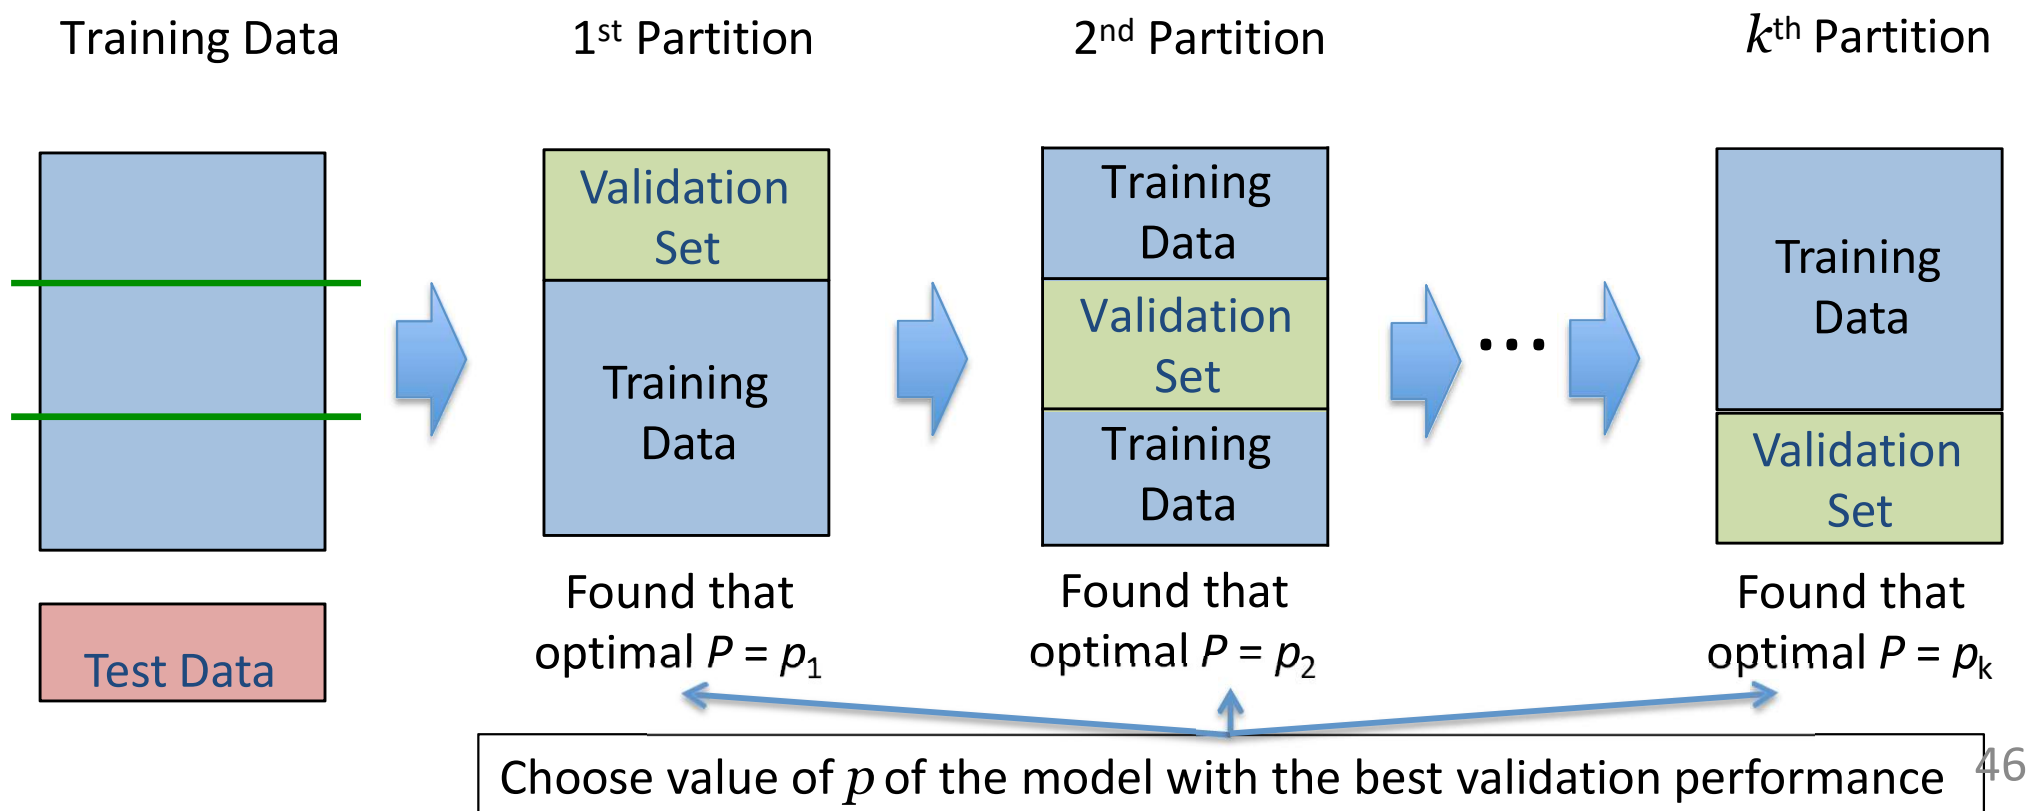 Training Data
1st Partition
2nd Partition
kth Partition
Validation
Set
Training
Data
Training
Data
Validation
Set
Training
Data
Training
Data
Validation
Set
Test Data
Found that
optimal P = p1
Found that
optimal P = p2
Found that
optimal P = pk
...
Choose value of p of the model with the best validation performance
46